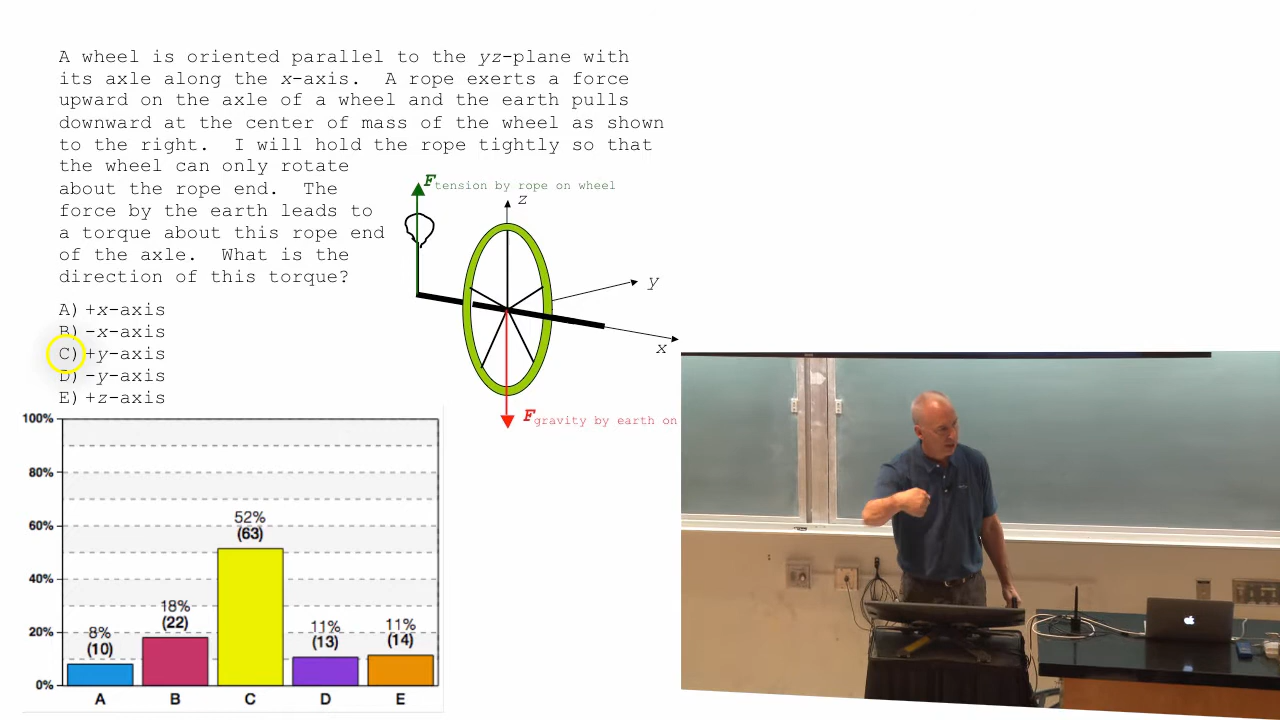 A wheel is oriented parallel to the yz-plane with
its axle along the x-axis. A rope exerts a force
upward on the axle of a wheel and the earth pulls
downward at the center of mass of the wheel as shown
to the right. I will hold the rope tightly so that
the wheel can only rotate
about the rope end. The
force by the earth leads to
a torque about this rope end
of the axle. What is the
direction of this torque?
A) +x-axis
B) -x-axis
C) +y-axis
D) -y-axis
E) +z-axis
Ftension by rope on wheel
z
y
x
Fgravity by earth on
100%
80%
60%
40%
20%
0%
8%
(10)
18%
(22)
52%
(63)
11%
(13)
11%
(14)
A B C D E